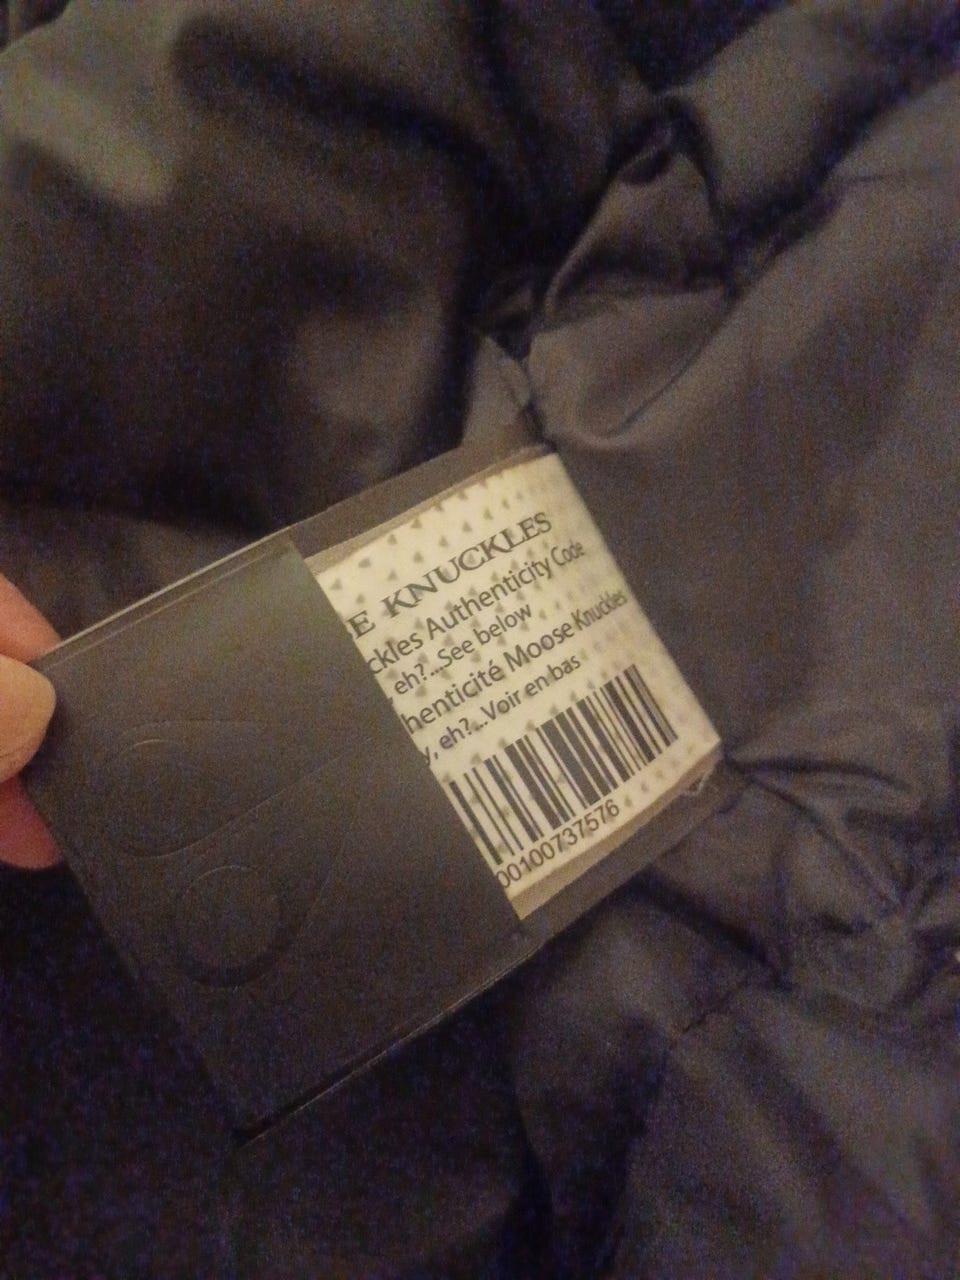 E KNUCKLES
ckles Authenticity Code
, eh?...See below
henticité Moose Knuckles
y, eh?...Voir en bas
00100737576